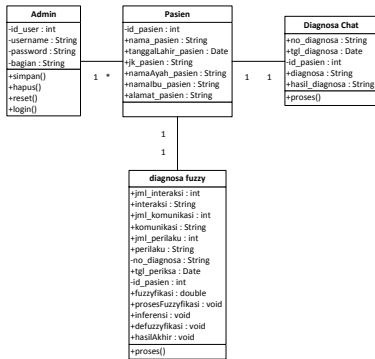 Admin
-id_user : int
-username : String
-password : String
-bagian : String
+simpan()
+hapus()
+reset()
+login()
1 *
Pasien
-id_pasien : int
+nama_pasien : String
+tanggalLahir_pasien : Date
+jk_pasien : String
+namaAyah_pasien : String
+namaIbu_pasien : String
+alamat_pasien : String
1 1
Diagnosa Chat
+no_diagnosa : String
+tgl_diagnosa : Date
-id_pasien : int
+diagnosa : String
+hasil_diagnosa : String
+proses()
1
1
diagnosa fuzzy
+jml_interaksi : int
+interaksi : String
+jml_komunikasi : int
+komunikasi : String
+jml_perilaku : int
+perilaku : String
-no_diagnosa : String
+tgl_periksa : Date
-id_pasien : int
+fuzzyfikasi : double
+prosesFuzzyfikasi : void
+inferensi : void
+defuzzyfikasi : void
+hasilAkhir : void
+proses()